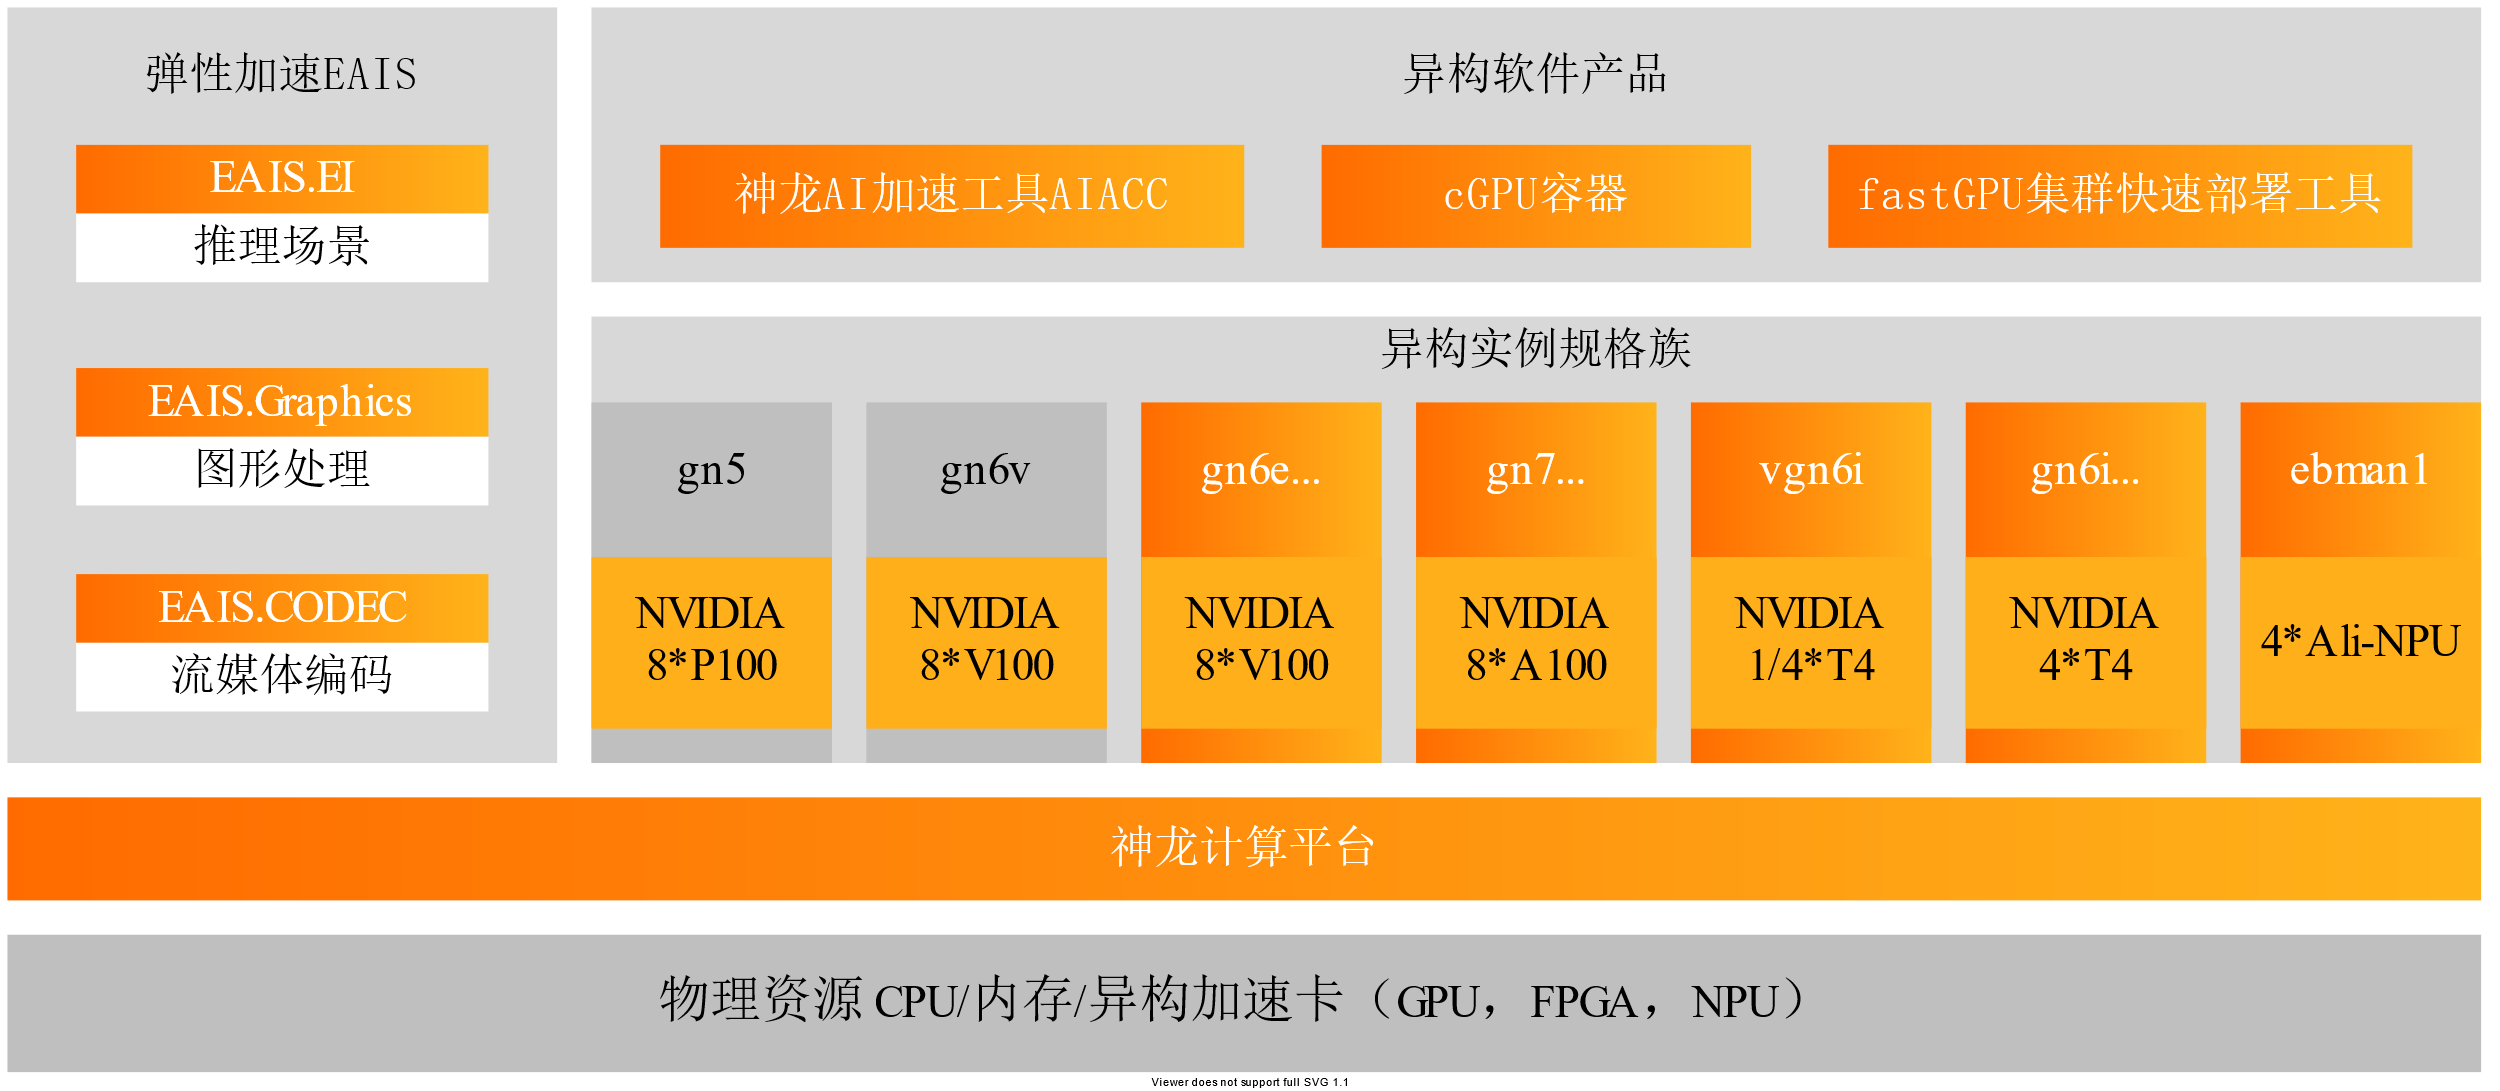 弹性加速EAIS
EAIS.EI
推理场景
EAIS.Graphics
图形处理
EAIS.CODEC
流媒体编码
异构软件产品
神龙AI加速工具AIACC
cGPU容器
fastGPU集群快速部署工具
异构实例规格族
gn5
NVIDIA
8*P100
gn6v
NVIDIA
8*V100
gn6e...
NVIDIA
8*V100
gn7...
NVIDIA
8*A100
vgn6i
NVIDIA
1/4*T4
gn6i...
NVIDIA
4*T4
ebman1
4*Ali-NPU
神龙计算平台
物理资源 CPU/内存/异构加速卡（GPU，FPGA，NPU）
Viewer does not support full SVG 1.1